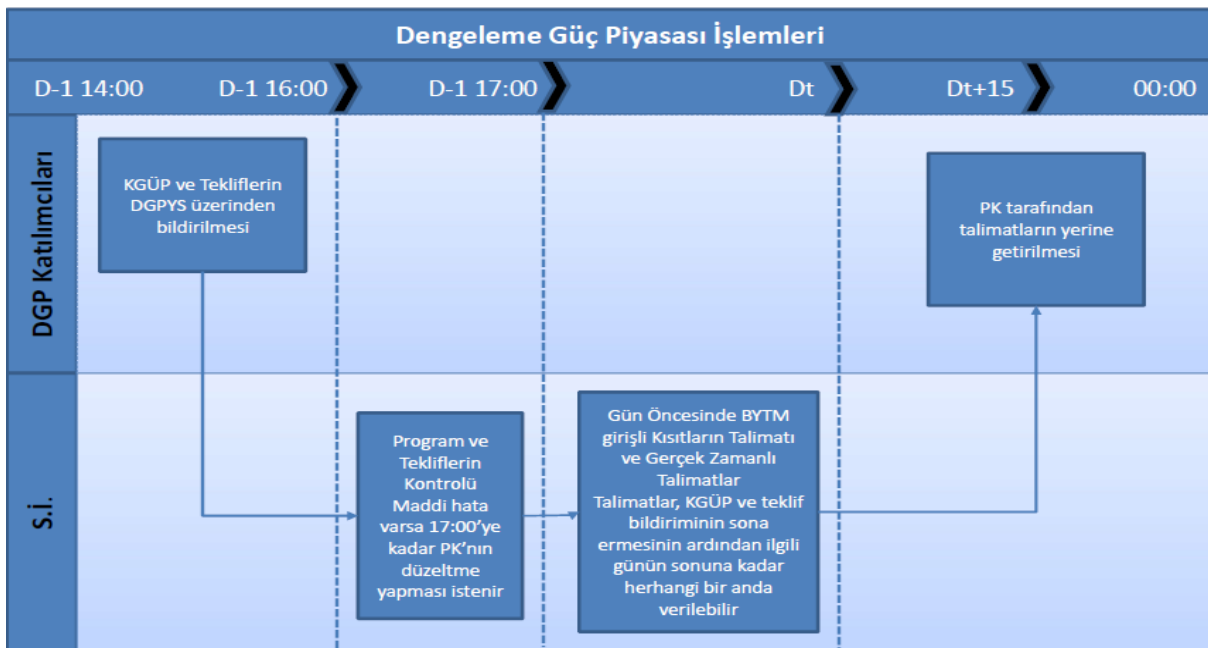 Dengeleme Güç Piyasası İşlemleri
D-1 14:00 D-1 16:00 D-1 17:00 Dt Dt+15 00:00
DGP Katılımcıları
KGÜP ve Tekliflerin
DGPYS üzerinden
bildirilmesi
PK tarafından
talimatların yerine
getirilmesi
S.İ.
Program ve
Tekliflerin
Kontrolü
Maddi hata
varsa 17:00’ye
kadar PK’nın
düzeltme
yapması istenir
Gün Öncesinde BYTM
girişli Kısıtların Talimatı
ve Gerçek Zamanlı
Talimatlar
Talimatlar, KGÜP ve teklif
bildiriminin sona
ermesinin ardından ilgili
günün sonuna kadar
herhangi bir anda
verilebilir